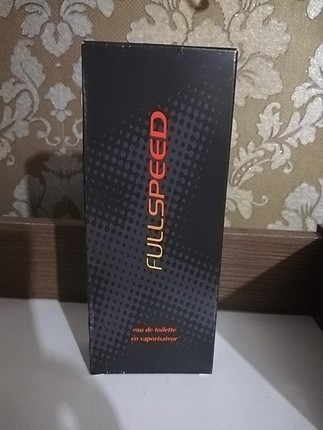 FULLSPEED
eau de toilette
en vaporisateur